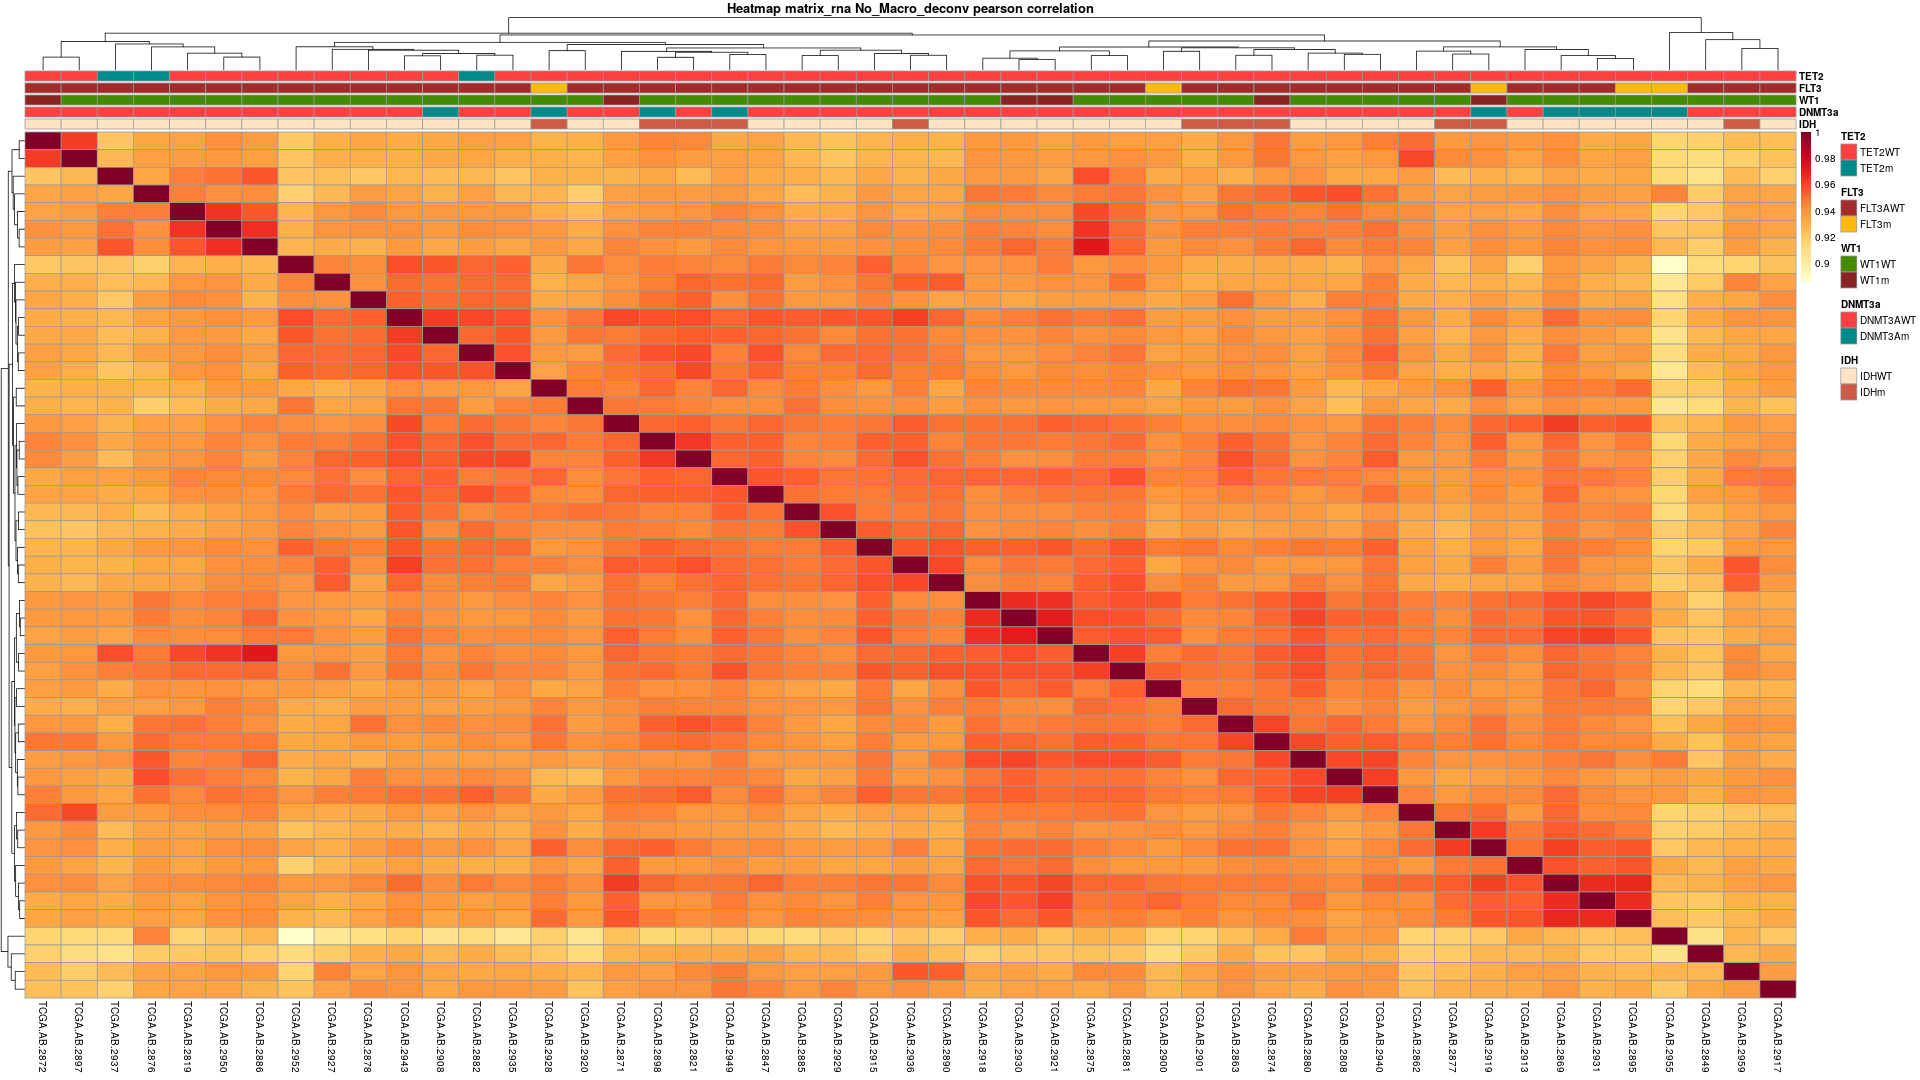 Heatmap matrix_rna No_Macro_deconv pearson correlation
TET2
FLT3
WT1
DNMT3a
IDH
1
0.98
0.96
0.94
0.92
0.9
TET2
TET2WT
TET2m
FLT3
FLT3AWT
FLT3m
WT1
WT1WT
WT1m
DNMT3a
DNMT3AWT
DNMT3Am
IDH
IDHWT
IDHm
TCGA.AB.2872
TCGA.AB.2897
TCGA.AB.2937
TCGA.AB.2876
TCGA.AB.2819
TCGA.AB.2950
TCGA.AB.2886
TCGA.AB.2952
TCGA.AB.2927
TCGA.AB.2878
TCGA.AB.2943
TCGA.AB.2908
TCGA.AB.2882
TCGA.AB.2935
TCGA.AB.2928
TCGA.AB.2920
TCGA.AB.2871
TCGA.AB.2898
TCGA.AB.2821
TCGA.AB.2949
TCGA.AB.2847
TCGA.AB.2885
TCGA.AB.2929
TCGA.AB.2915
TCGA.AB.2936
TCGA.AB.2890
TCGA.AB.2918
TCGA.AB.2930
TCGA.AB.2921
TCGA.AB.2875
TCGA.AB.2881
TCGA.AB.2900
TCGA.AB.2901
TCGA.AB.2863
TCGA.AB.2874
TCGA.AB.2880
TCGA.AB.2808
TCGA.AB.2940
TCGA.AB.2862
TCGA.AB.2877
TCGA.AB.2919
TCGA.AB.2913
TCGA.AB.2869
TCGA.AB.2931
TCGA.AB.2895
TCGA.AB.2955
TCGA.AB.2849
TCGA.AB.2959
TCGA.AB.2917